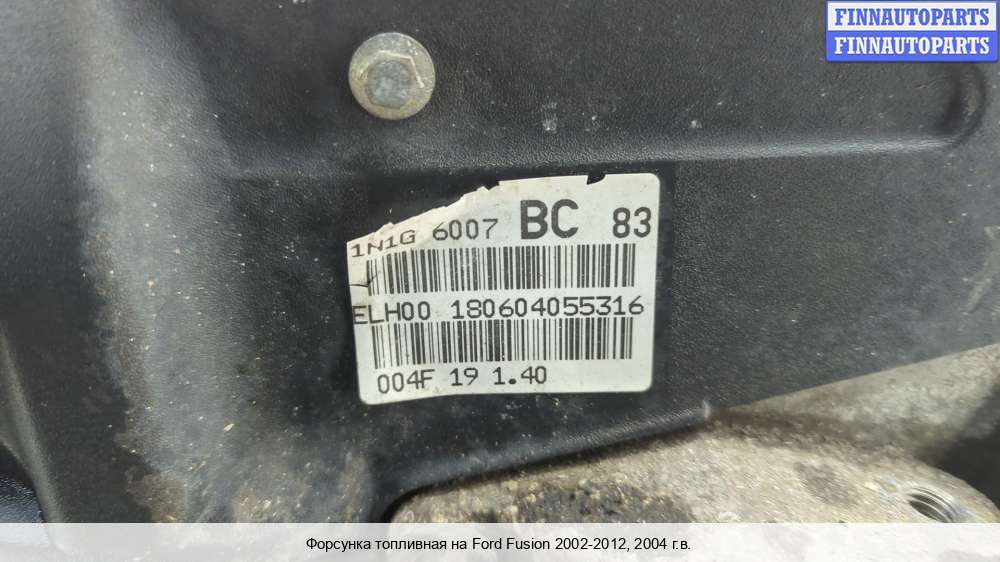 FINNAUTOPARTS
FINNAUTOPARTS
1N1G 6007 BC 83
ELH00 180604055316
004F 19 1.40
Форсунка топливная на Ford Fusion 2002-2012, 2004 г.в.